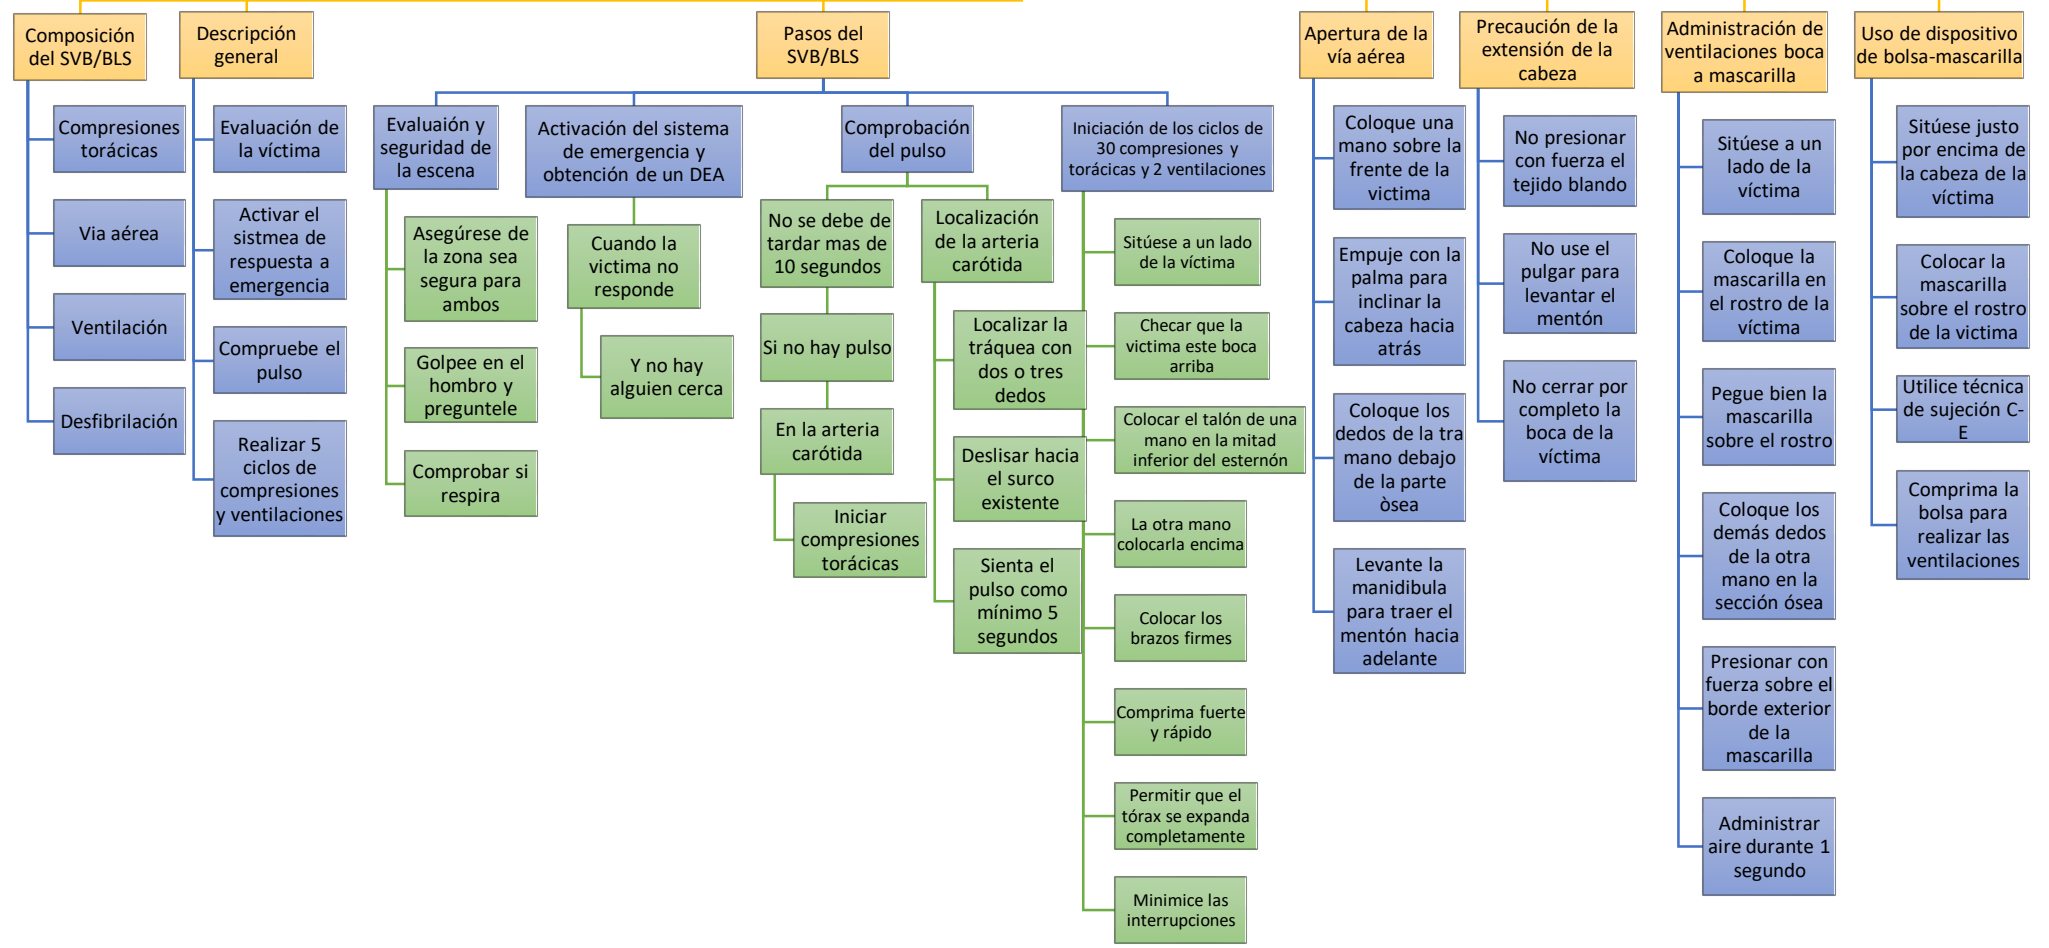 Composición
del SVB/BLS
Compresiones
torácicas
Via aérea
Ventilación
Desfibrilación
Descripción
general
Evaluación de
la víctima
Activar el
sistmea de
respuesta a
emergencia
Compruebe el
pulso
Realizar 5
ciclos de
compresiones
y ventilaciones
Pasos del
SVB/BLS
Evaluaión y
seguridad de
la escena
Asegúrese de
la zona sea
segura para
ambos
Golpee en el
hombro y
preguntele
Comprobar si
respira
Activación del sistema
de emergencia y
obtención de un DEA
Cuando la
victima no
responde
Y no hay
alguien cerca
Comprobación
del pulso
No se debe de
tardar mas de
10 segundos
Si no hay pulso
En la arteria
carótida
Iniciar
compresiones
torácicas
Localización
de la arteria
carótida
Localizar la
tráquea con
dos o tres
dedos
Deslisar hacia
el surco
existente
Sienta el
pulso como
mínimo 5
segundos
Iniciación de los ciclos de
30 compresiones y
torácicas y 2 ventilaciones
Sitúese a un lado
de la víctima
Checar que la
victima este boca
arriba
Colocar el talón de una
mano en la mitad
inferior del esternón
La otra mano
colocarla encima
Colocar los
brazos firmes
Comprima fuerte
y rápido
Permitir que el
tórax se expanda
completamente
Minimice las
interrupciones
Apertura de la
vía aérea
Coloque una
mano sobre la
frente de la
victima
Empuje con la
palma para
inclinar la
cabeza hacia
atrás
Coloque los
dedos de la tra
mano debajo
de la parte
òsea
Levante la
manidibula
para traer el
mentón hacia
adelante
Precaución de la
extensión de la
cabeza
No presionar
con fuerza el
tejido blando
No use el
pulgar para
levantar el
mentón
No cerrar por
completo la
boca de la
víctima
Administración de
ventilaciones boca
a mascarilla
Sitúese a un
lado de la
víctima
Coloque la
mascarilla en
el rostro de la
víctima
Pegue bien la
mascarilla
sobre el rostro
Coloque los
demás dedos
de la otra
mano en la
sección ósea
Presionar con
fuerza sobre el
borde exterior
de la
mascarilla
Administrar
aire durante 1
segundo
Uso de dispositivo
de bolsa-mascarilla
Sitúese justo
por encima de
la cabeza de la
víctima
Colocar la
mascarilla
sobre el rostro
de la victima
Utilice técnica
de sujeción C-
E
Comprima la
bolsa para
realizar las
ventilaciones